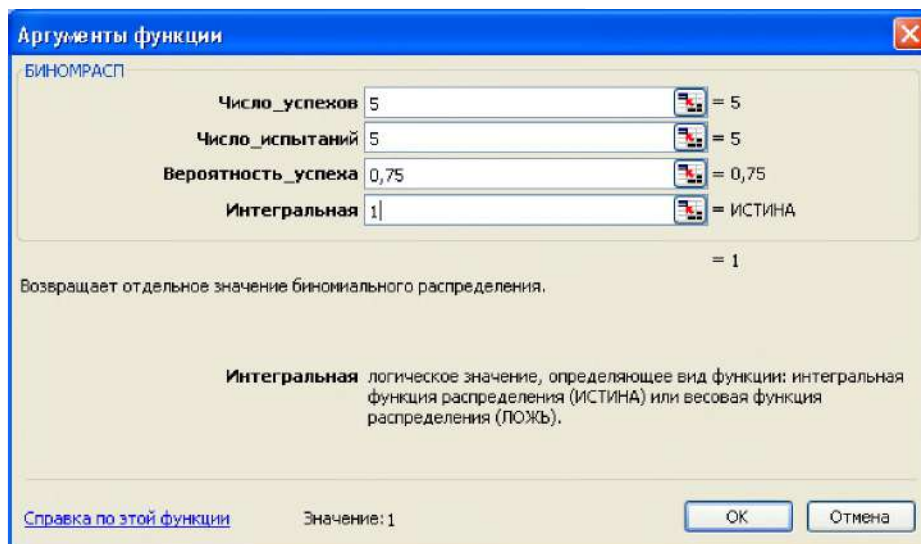 Аргументы функции
БИНОМРАСП
Число_успехов 5 = 5
Число_испытаний 5 = 5
Вероятность_успеха 0,75 = 0,75
Интегральная 1 = ИСТИНА
= 1
Возвращает отдельное значение биномиального распределения.
Интегральная логическое значение, определяющее вид функции: интегральная
функция распределения (ИСТИНА) или весовая функция
распределения (ЛОЖЬ).
Справка по этой функции Значение: 1 OK Отмена